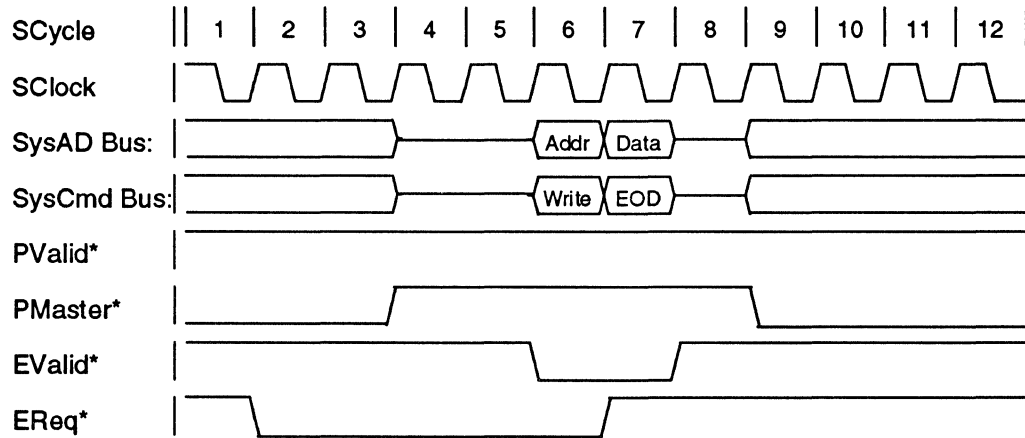 SCycle 1 2 3 4 5 6 7 8 9 10 11 12
SClock
SysAD Bus: Addr Data
SysCmd Bus: Write EOD
PValid*
PMaster*
EValid*
EReq*